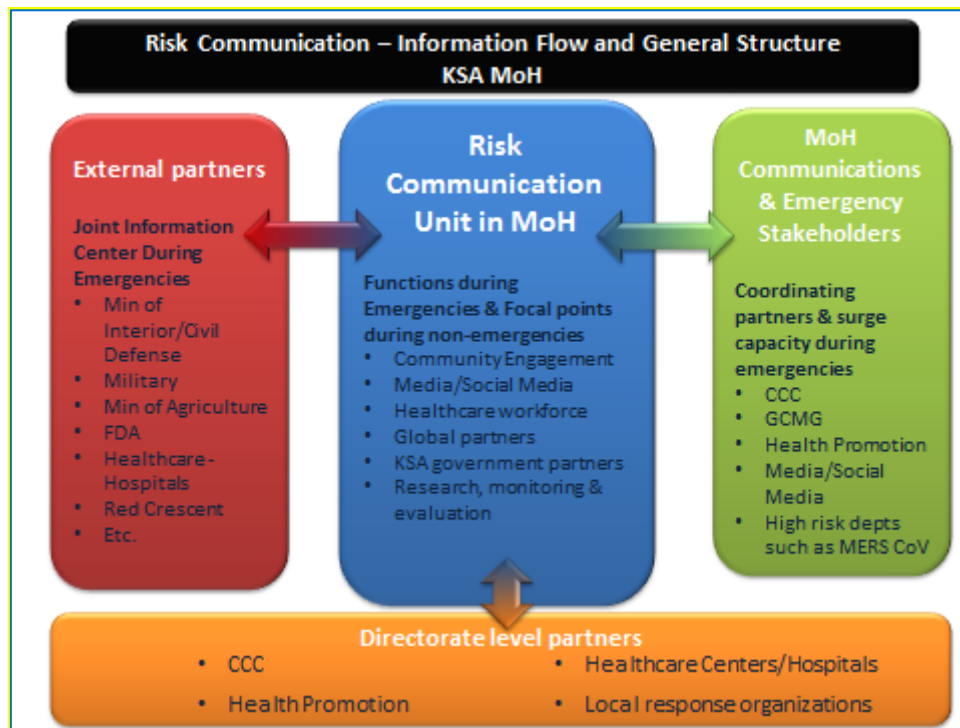 Risk Communication – Information Flow and General Structure
KSA MoH
External partners
Joint Information
Center During
Emergencies
• Min of
Interior/Civil
Defense
• Military
• Min of Agriculture
• FDA
• Healthcare-
Hospitals
• Red Crescent
• Etc.
Risk
Communication
Unit in MoH
Functions during
Emergencies & Focal points
during non-emergencies
• Community Engagement
• Media/Social Media
• Healthcare workforce
• Global partners
• KSA government partners
• Research, monitoring &
evaluation
MoH
Communications
& Emergency
Stakeholders
Coordinating
partners & surge
capacity during
emergencies
• CCC
• GCMG
• Health Promotion
• Media/Social
Media
• High risk depts
such as MERS CoV
Directorate level partners
• CCC
• Health Promotion
• Healthcare Centers/Hospitals
• Local response organizations